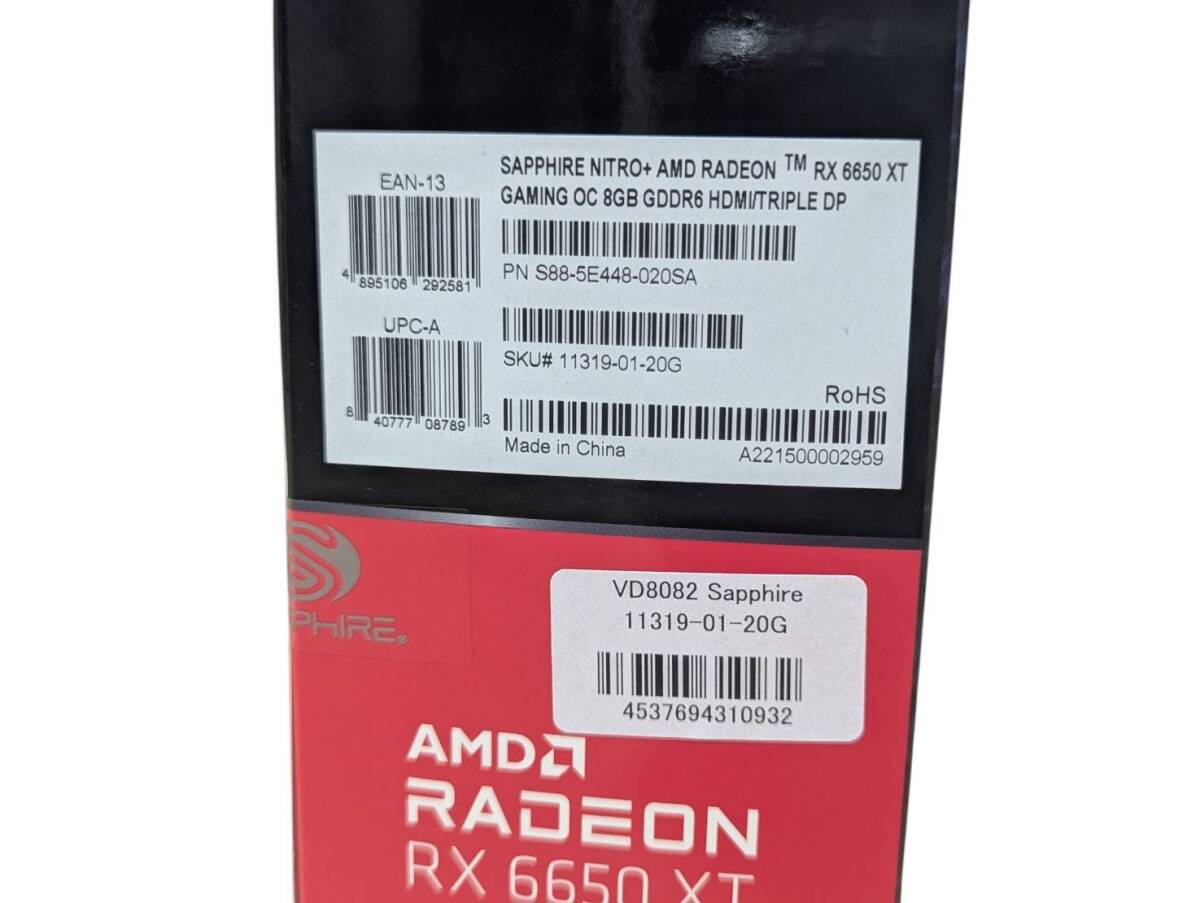 SAPPHIRE NITRO+ AMD RADEON ™ RX 6650 XT
GAMING OC 8GB GDDR6 HDMI/TRIPLE DP
EAN-13
4 895106 292581
PN S88-5E448-020SA
UPC-A
8 40777 08789 3
SKU# 11319-01-20G
RoHS
Made in China
A221500002959
PHIRE®
VD8082 Sapphire
11319-01-20G
4537694310932
AMD
RADEON
RX 6650 XT